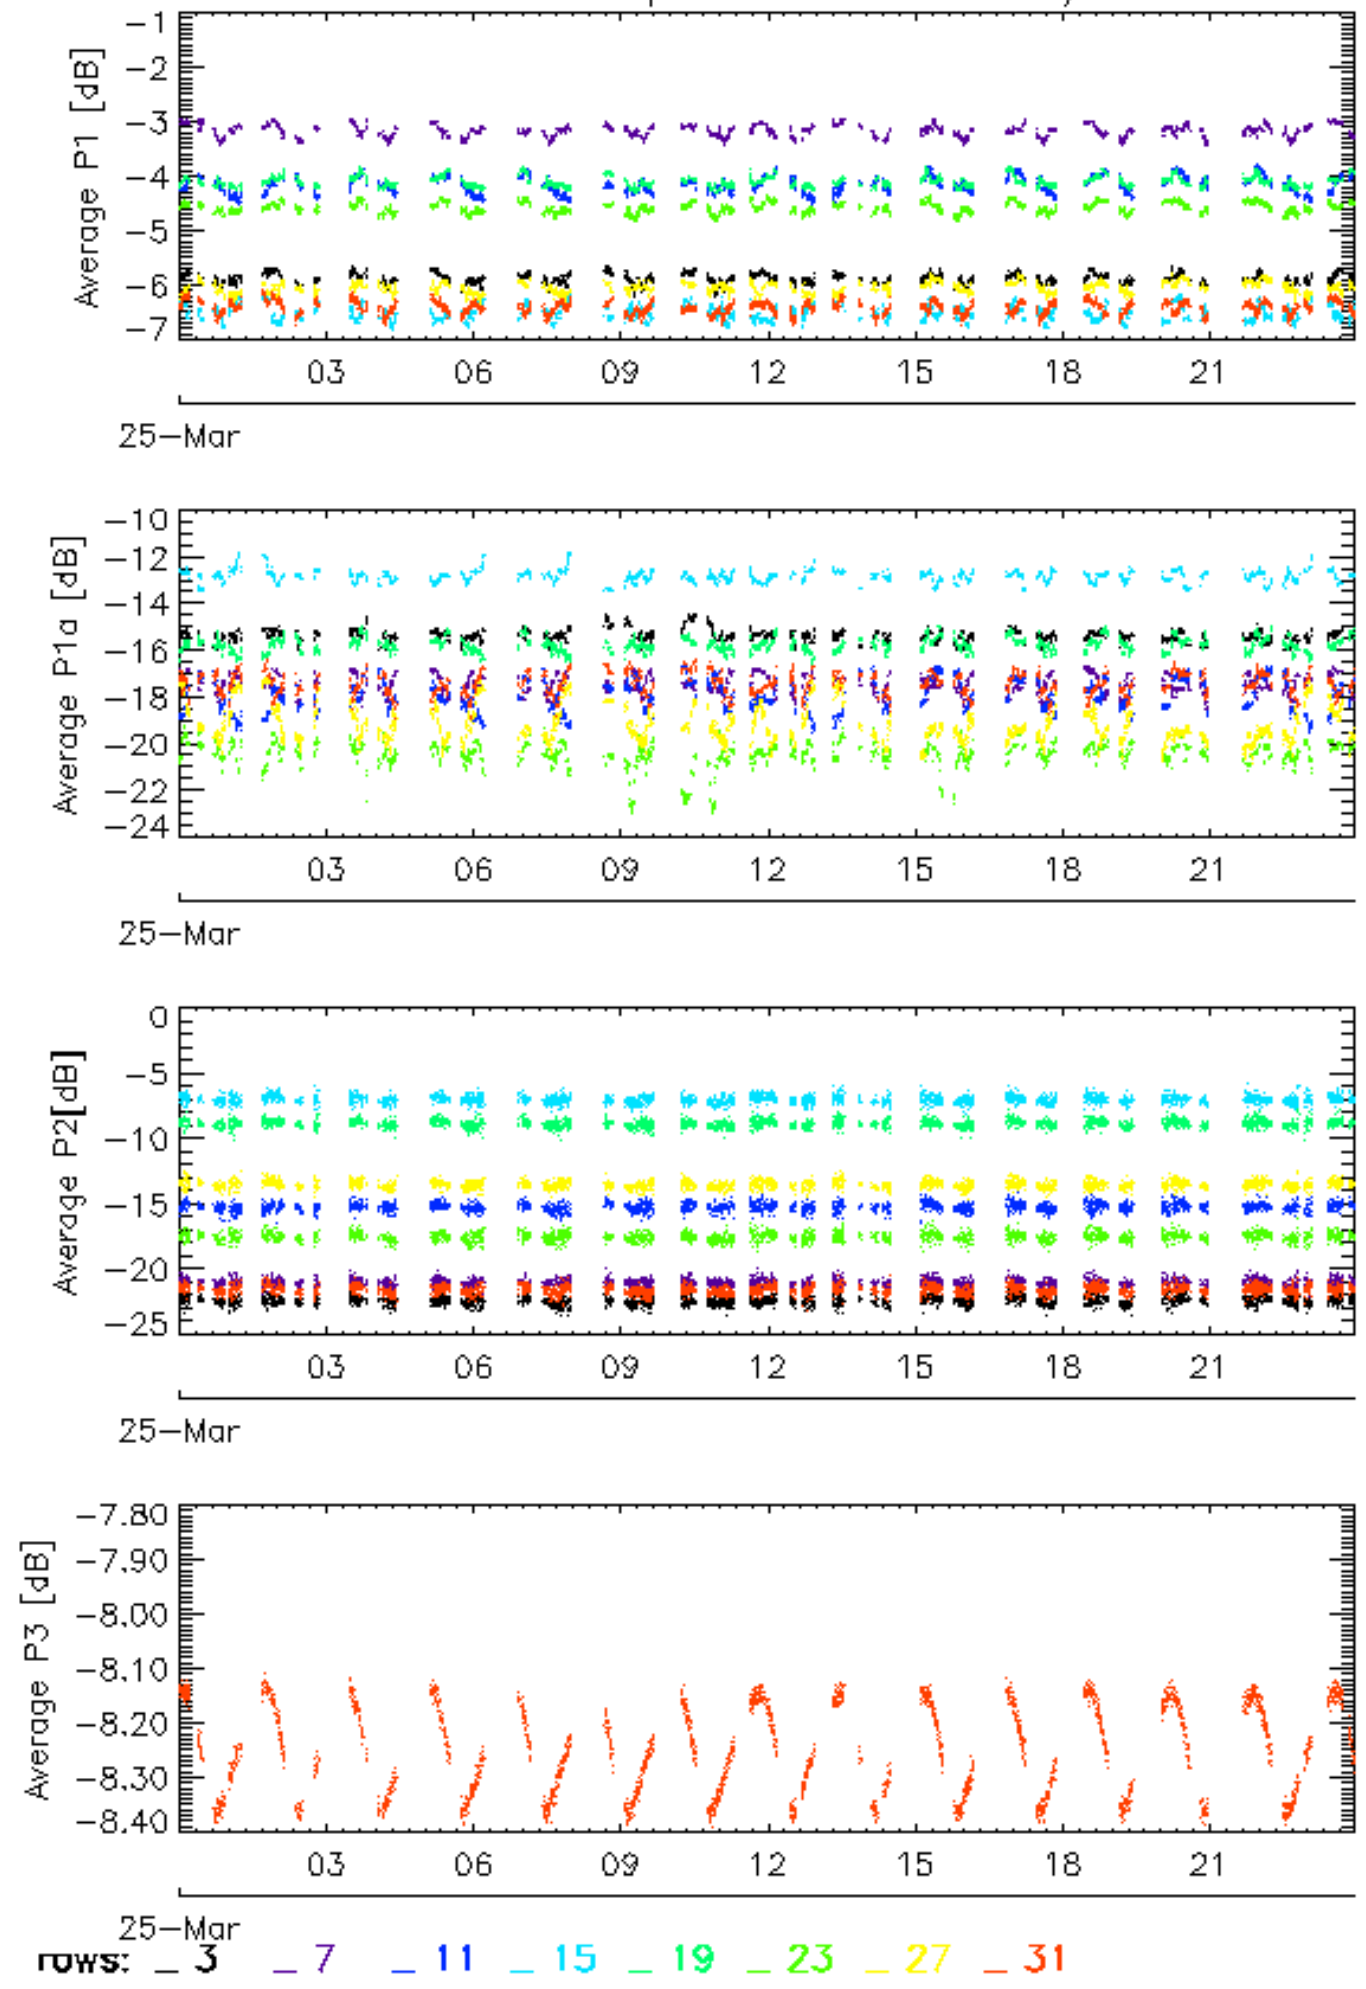 Average P1 [dB]
-1
-2
-3
-4
-5
-6
-7
03 06 09 12 15 18 21
25-Mar
Average P1a [dB]
-10
-12
-14
-16
-18
-20
-22
-24
03 06 09 12 15 18 21
25-Mar
Average P2[dB]
0
-5
-10
-15
-20
-25
03 06 09 12 15 18 21
25-Mar
Average P3 [dB]
-7.80
-7.90
-8.00
-8.10
-8.20
-8.30
-8.40
03 06 09 12 15 18 21
25-Mar
rows: _ 3 _ 7 _ 11 _ 15 _ 19 _ 23 _ 27 _ 31